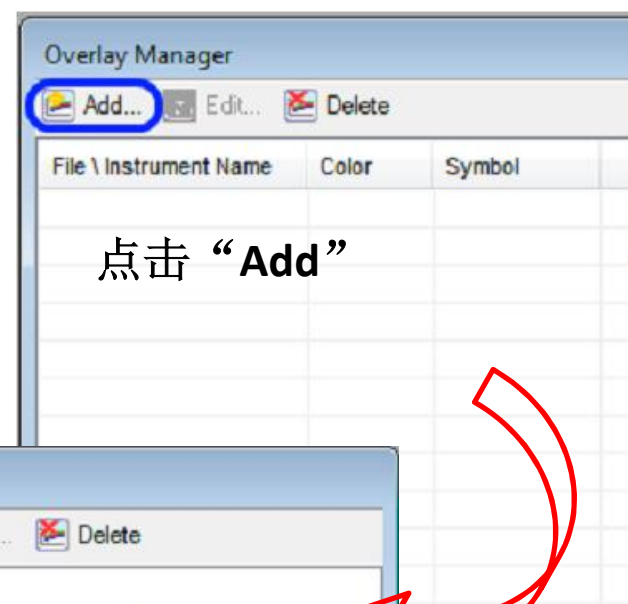 Overlay Manager
Add... Edit... Delete
File \ Instrument Name Color Symbol
点击“Add”
... Delete